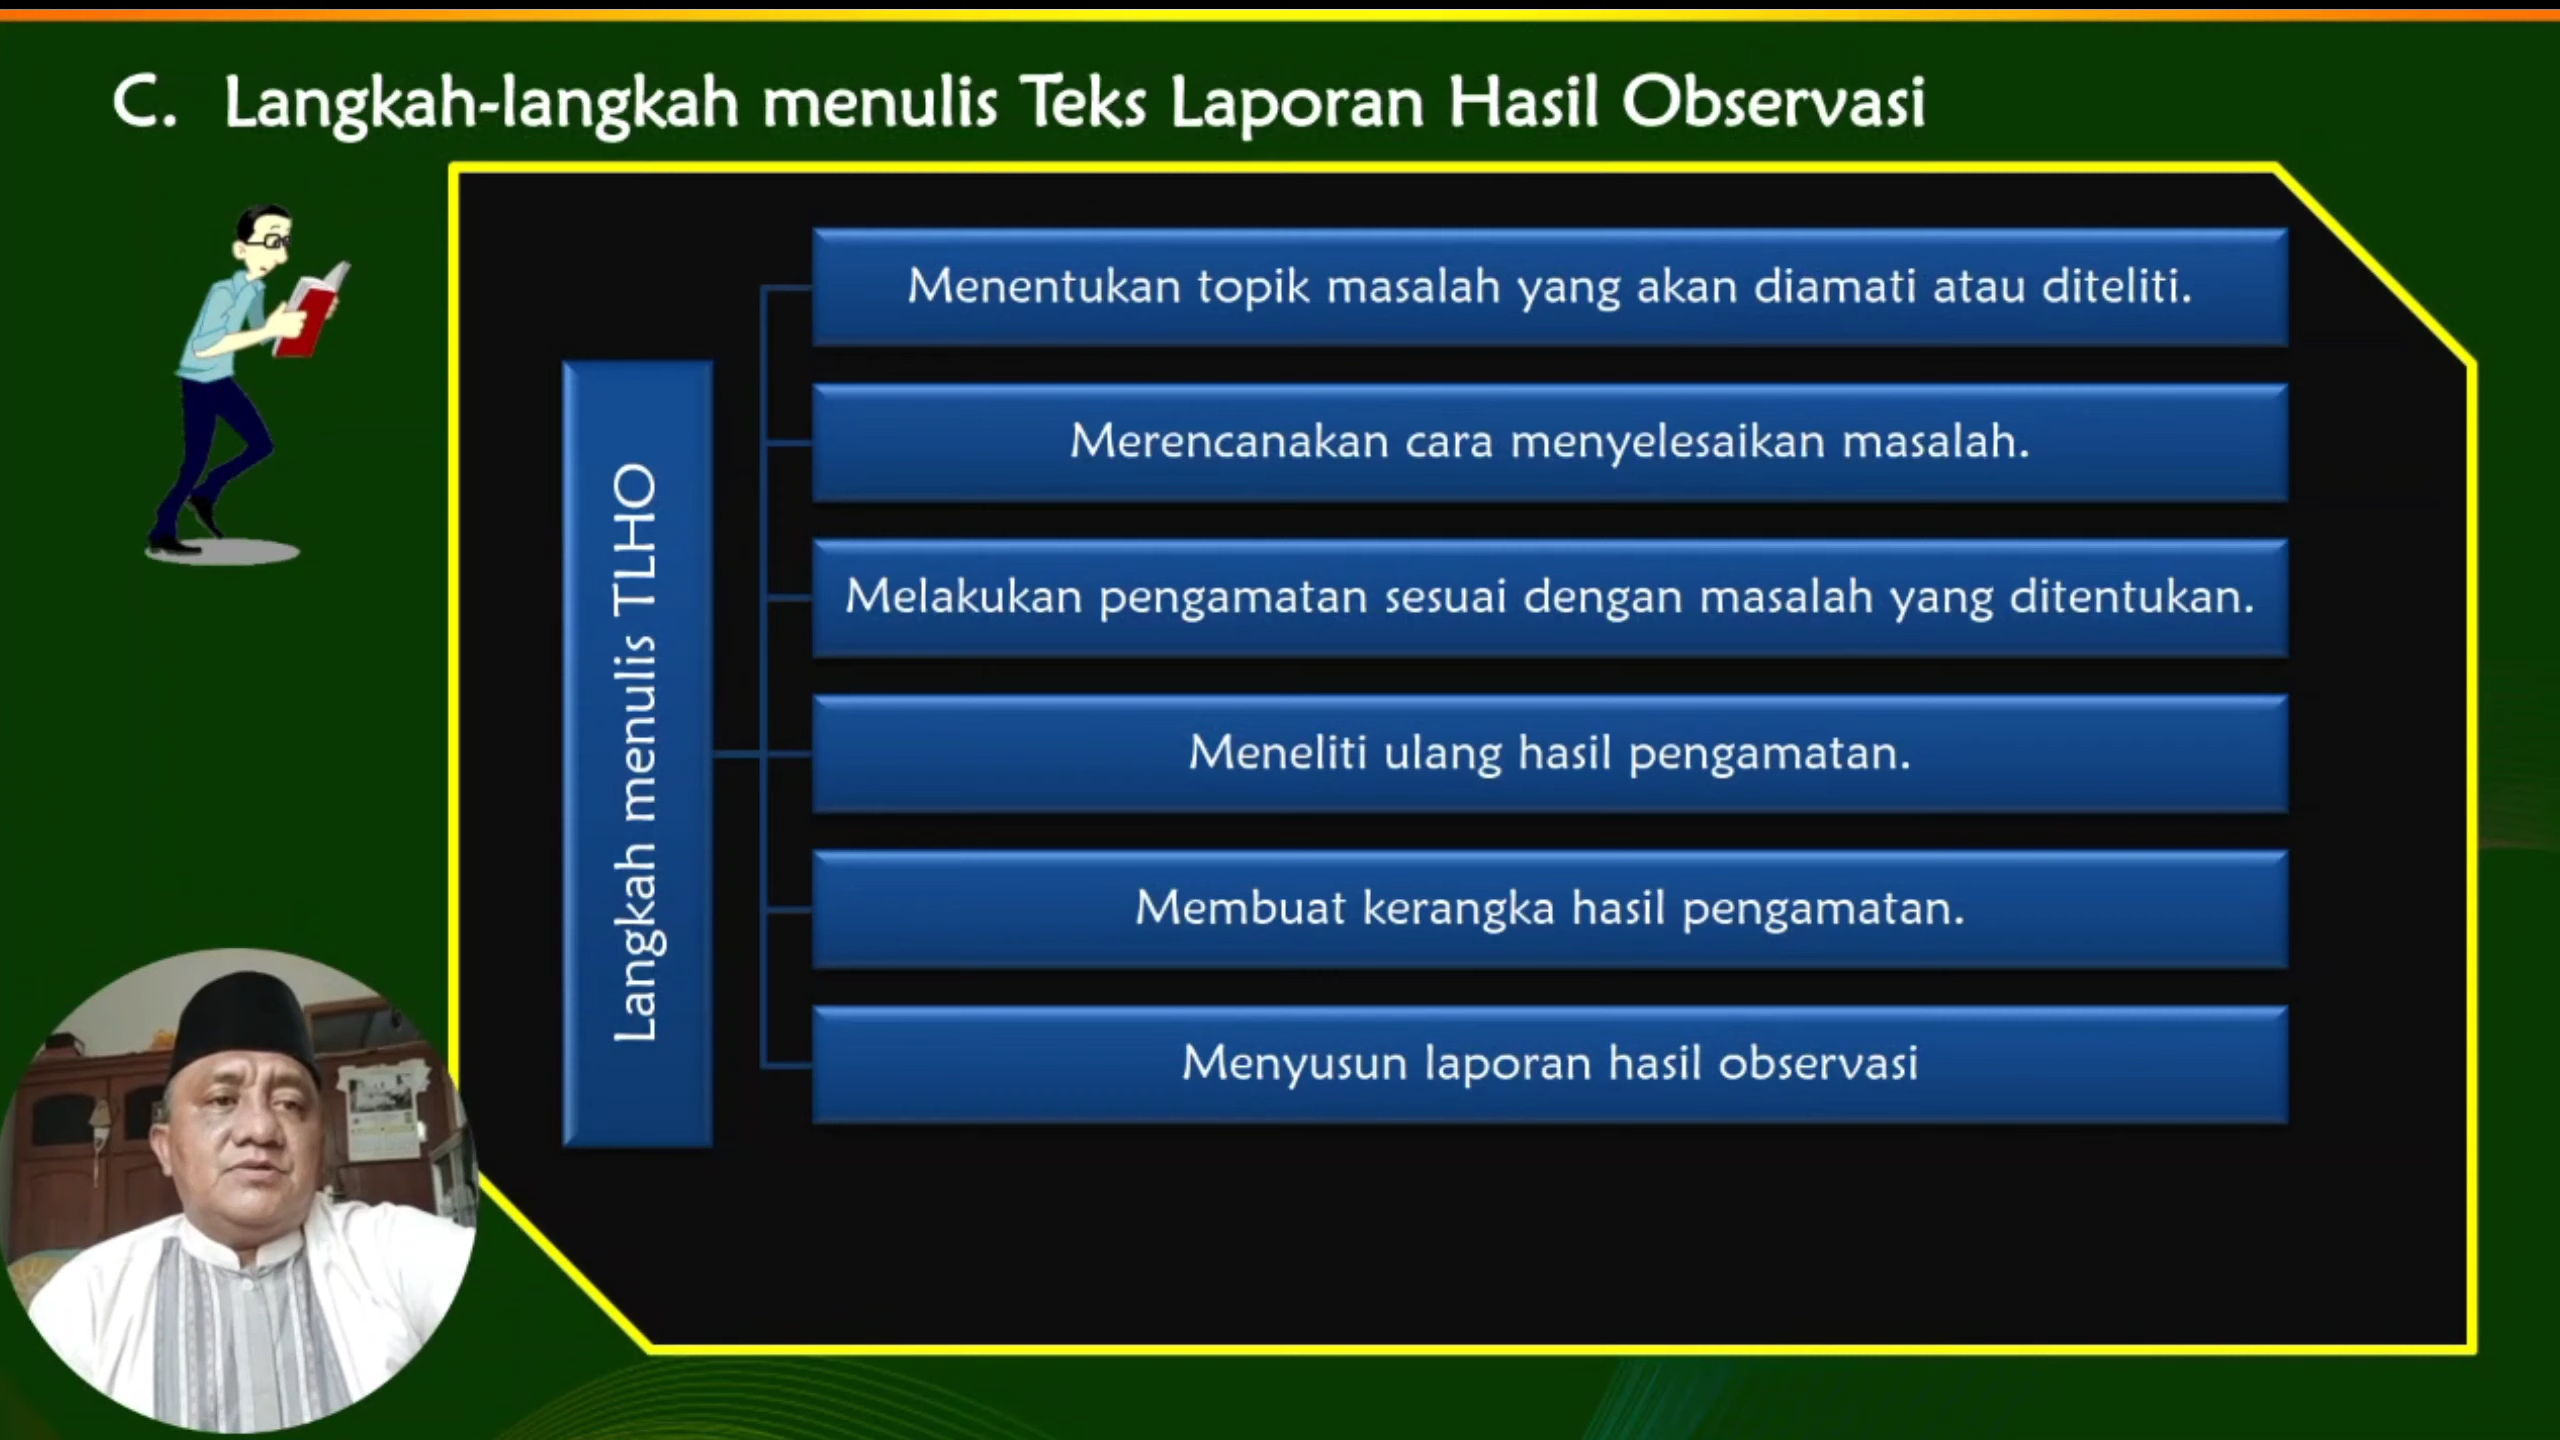 C. Langkah-langkah menulis Teks Laporan Hasil Observasi
Langkah menulis TLHO
Menentukan topik masalah yang akan diamati atau diteliti.
Merencanakan cara menyelesaikan masalah.
Melakukan pengamatan sesuai dengan masalah yang ditentukan.
Meneliti ulang hasil pengamatan.
Membuat kerangka hasil pengamatan.
Menyusun laporan hasil observasi